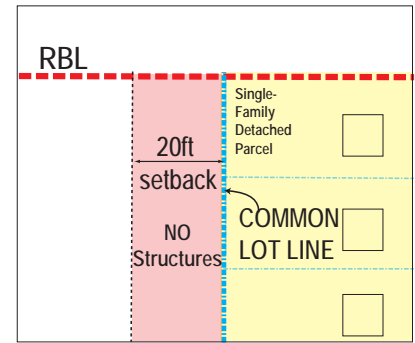 RBL
Single-
Family
Detached
Parcel
20ft
setback
NO
Structures
COMMON
LOT LINE